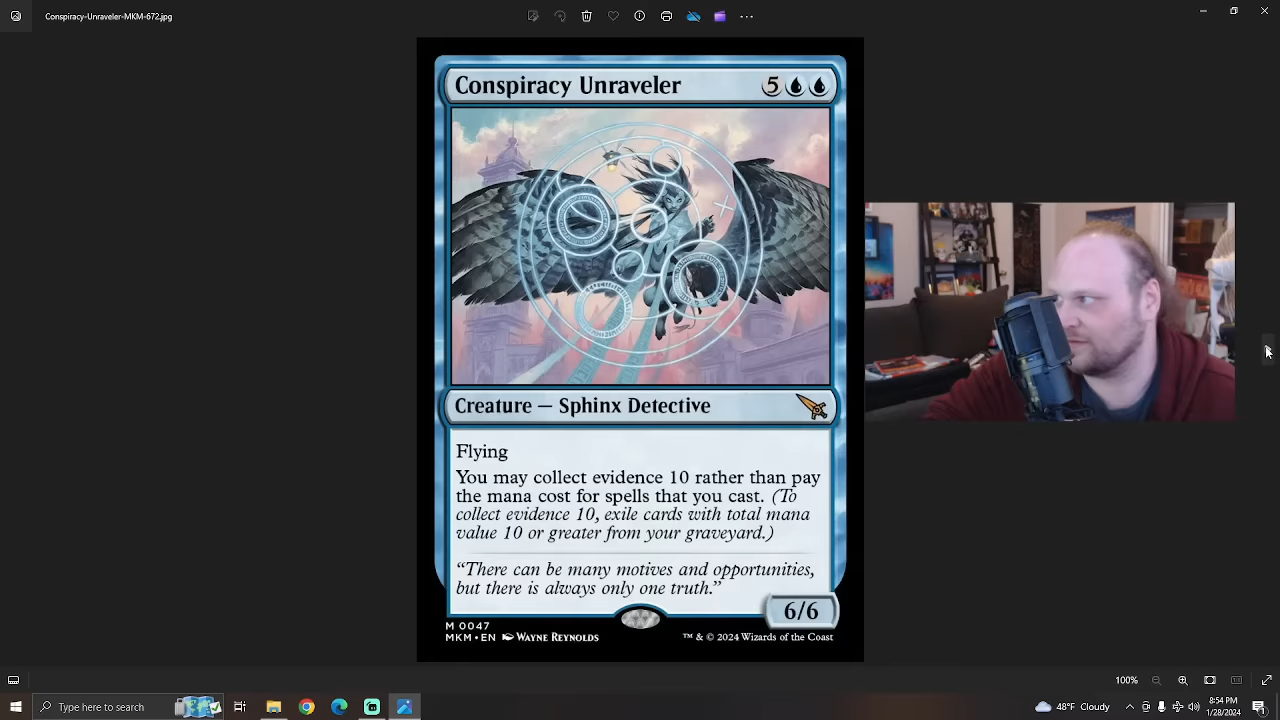 Conspiracy-Unraveler-MKM-672.jpg
Conspiracy Unraveler 5
Creature — Sphinx Detective
Flying
You may collect evidence 10 rather than pay
the mana cost for spells that you cast. (To
collect evidence 10, exile cards with total mana
value 10 or greater from your graveyard.)
“There can be many motives and opportunities,
but there is always only one truth.”
6/6
M 0047
MKM • EN Wayne Reynolds
™ & © 2024 Wizards of the Coast
100%
Type here to search
48°F Cloudy
8:54 PM
1/28/2024